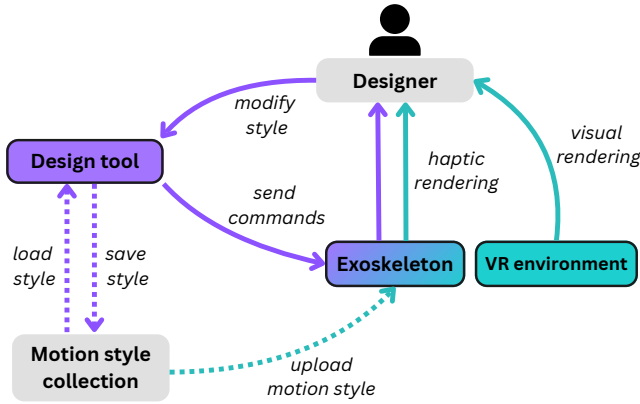 Designer
modify
style
visual
rendering
haptic
rendering
Design tool
send
commands
load
style
save
style
Exoskeleton
VR environment
Motion style
collection
upload
motion style